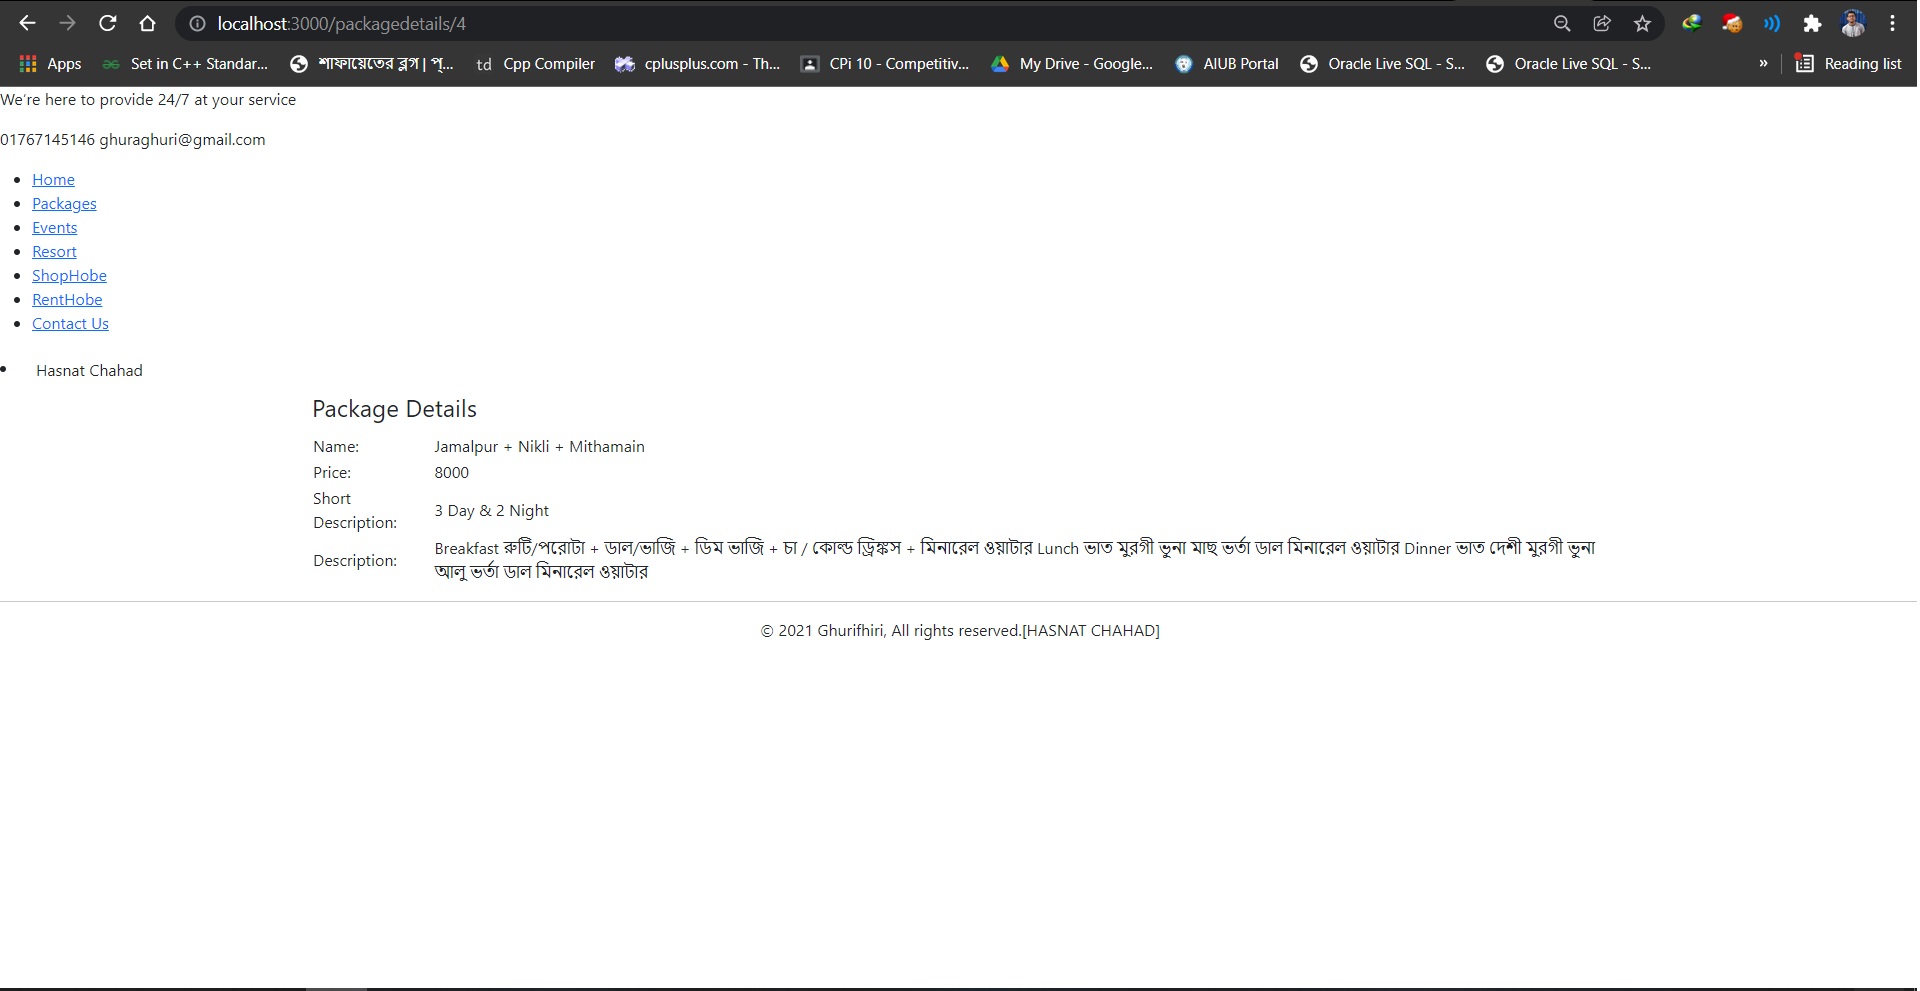 localhost:3000/packagedetails/4
Apps Set in C++ Standar... শাফায়েতের ব্লগ | প্... td Cpp Compiler cplusplus.com - Th... CPi 10 - Competitiv... My Drive - Google... AIUB Portal Oracle Live SQL - S... Oracle Live SQL - S... » Reading list
We're here to provide 24/7 at your service
01767145146 ghuraghuri@gmail.com
Home
Packages
Events
Resort
ShopHobe
RentHobe
Contact Us
Hasnat Chahad
Package Details
Name: Jamalpur + Nikli + Mithamain
Price: 8000
Short
Description: 3 Day & 2 Night
Description: Breakfast রুটি/পরোটা + ডাল/ভাজি + ডিম ভাজি + চা / কোল্ড ড্রিঙ্কস + মিনারেল ওয়াটার Lunch ভাত মুরগী ভুনা মাছ ভর্তা ডাল মিনারেল ওয়াটার Dinner ভাত দেশী মুরগী ভুনা
আলু ভর্তা ডাল মিনারেল ওয়াটার
© 2021 Ghurifhiri, All rights reserved.[HASNAT CHAHAD]